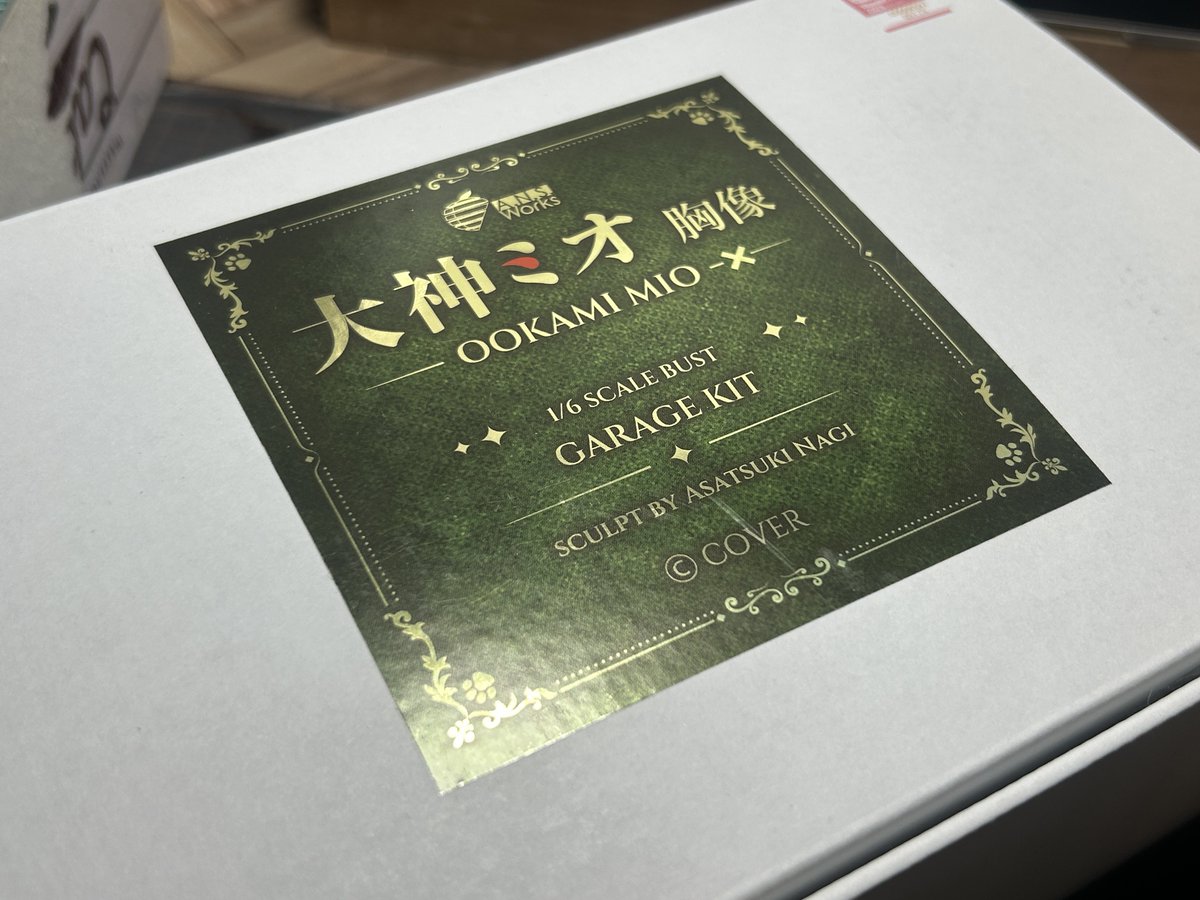 A.N.S!
Works
大神ミオ 胸像
OOKAMI MIO
1/6 SCALE BUST
GARAGE KIT
SCULPT BY ASATSUKI NAGI
© COVER